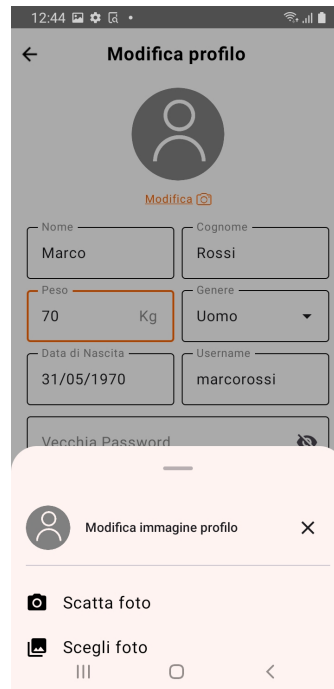 12:44
Modifica profilo
Modifica
Nome
Cognome
Marco
Rossi
Peso
Genere
70 Kg
Uomo
Data di Nascita
Username
31/05/1970
marcorossi
Vecchia Password
Modifica immagine profilo
Scatta foto
Scegli foto